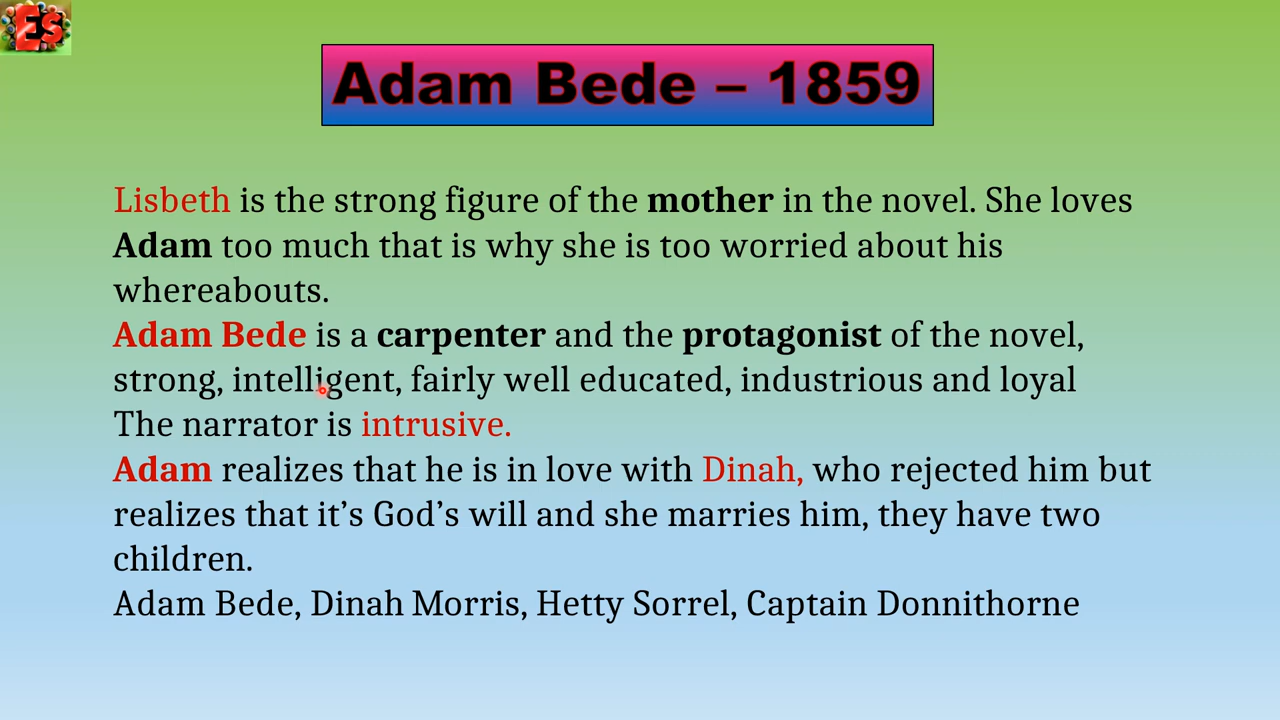 ES
Adam Bede – 1859
Lisbeth is the strong figure of the mother in the novel. She loves
Adam too much that is why she is too worried about his
whereabouts.
Adam Bede is a carpenter and the protagonist of the novel,
strong, intelligent, fairly well educated, industrious and loyal
The narrator is intrusive.
Adam realizes that he is in love with Dinah, who rejected him but
realizes that it’s God’s will and she marries him, they have two
children.
Adam Bede, Dinah Morris, Hetty Sorrel, Captain Donnithorne